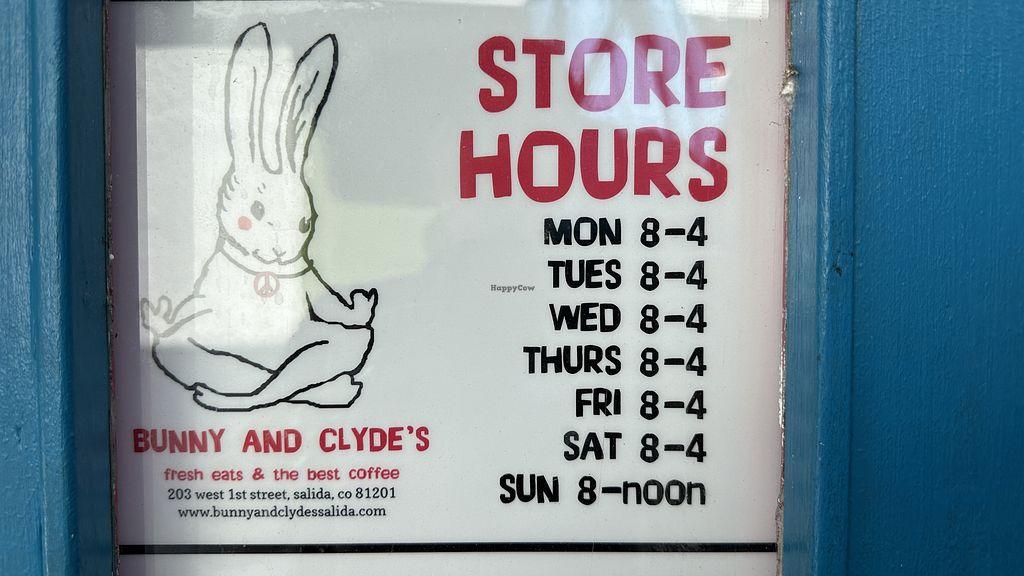 STORE
HOURS
MON 8-4
TUES 8-4
HappyCow
WED 8-4
THURS 8-4
FRI 8-4
SAT 8-4
SUN 8-noon
BUNNY AND CLYDE'S
fresh eats & the best coffee
203 west 1st street, salida, co 81201
www.bunnyandclydessalida.com